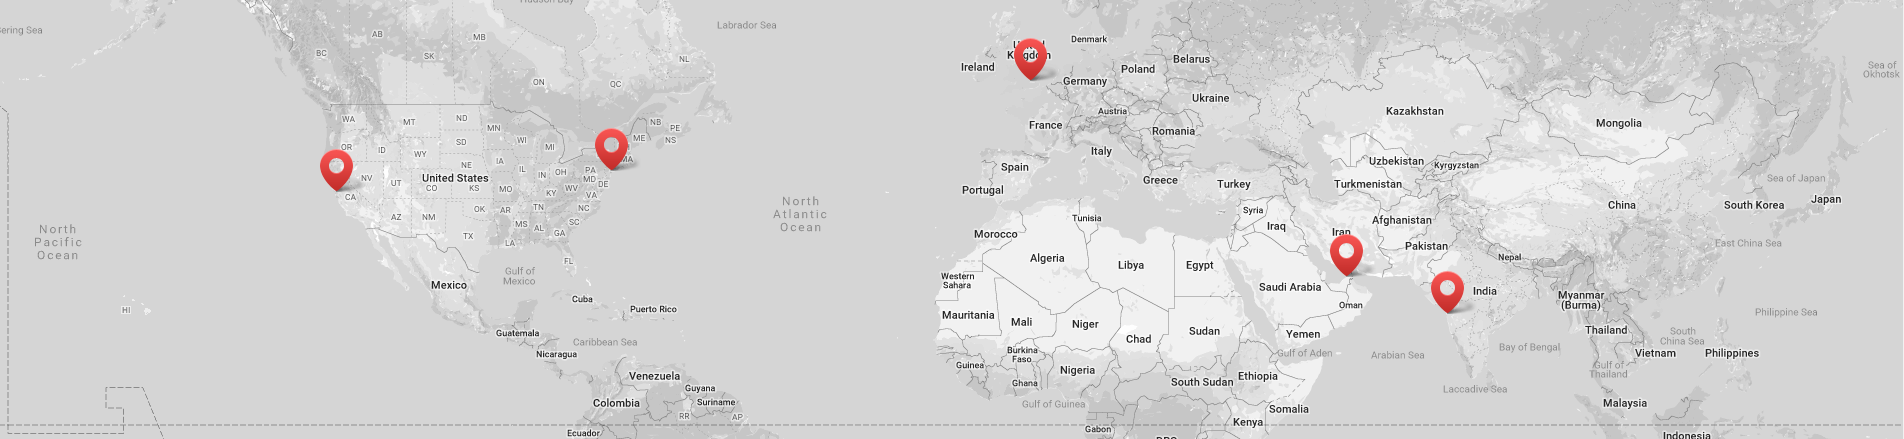 Hudson Bay
ering Sea
AB
MB
Labrador Sea
BC
SK
NL
ON
QC
Denmark
Kingdom
Ireland
Belarus
Poland
Germany
Sea of
Okhotsk
Ukraine
Kazakhstan
Austria
France
Romania
Mongolia
WA
MT
ND
MN
NB
PE
ME
NS
OR
ID
SD
WI
MI
WY
Italy
Spain
Uzbekistan
Kyrgyzstan
NE
IA
IL
IN
OH
PA
MA
NV
UT
United States
CO
KS
MO
KY
WV
MD
DE
VA
Portugal
Greece
Turkey
Turkmenistan
Sea of Japan
CA
AZ
NM
OK
AR
TN
NC
North
Atlantic
Ocean
China
South Korea
Japan
Syria
Tunisia
Afghanistan
TX
LA
MS
AL
GA
SC
Morocco
Iraq
Iran
Pakistan
East China Sea
North
Pacific
Ocean
FL
Algeria
Libya
Egypt
Nepal
Gulf of
Mexico
Western
Sahara
Mexico
Saudi Arabia
India
Myanmar
(Burma)
Cuba
Puerto Rico
Oman
HI
Mauritania
Mali
Niger
Sudan
Yemen
Thailand
Philippine Sea
Guatemala
Caribbean Sea
Chad
South
China Sea
Nicaragua
Burkina
Faso
Gulf of Aden
Arabian Sea
Bay of Bengal
Vietnam
Philippines
Guinea
Nigeria
Gulf of
Thailand
Venezuela
Ghana
South Sudan
Ethiopia
Guyana
Laccadive Sea
Colombia
Suriname
Gulf of Guinea
Somalia
Malaysia
RR
AP
Kenya
Ecuador
Gabon
DRC
Indonesia